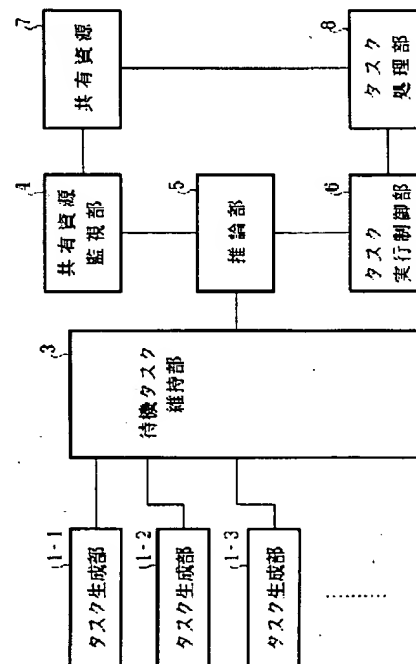 1-1
タスク生成部
1-2
タスク生成部
1-3
タスク生成部
3
待機タスク
維持部
4
共有資源
監視部
5
推論部
6
タスク
実行制御部
7
共有資源
8
タスク
処理部